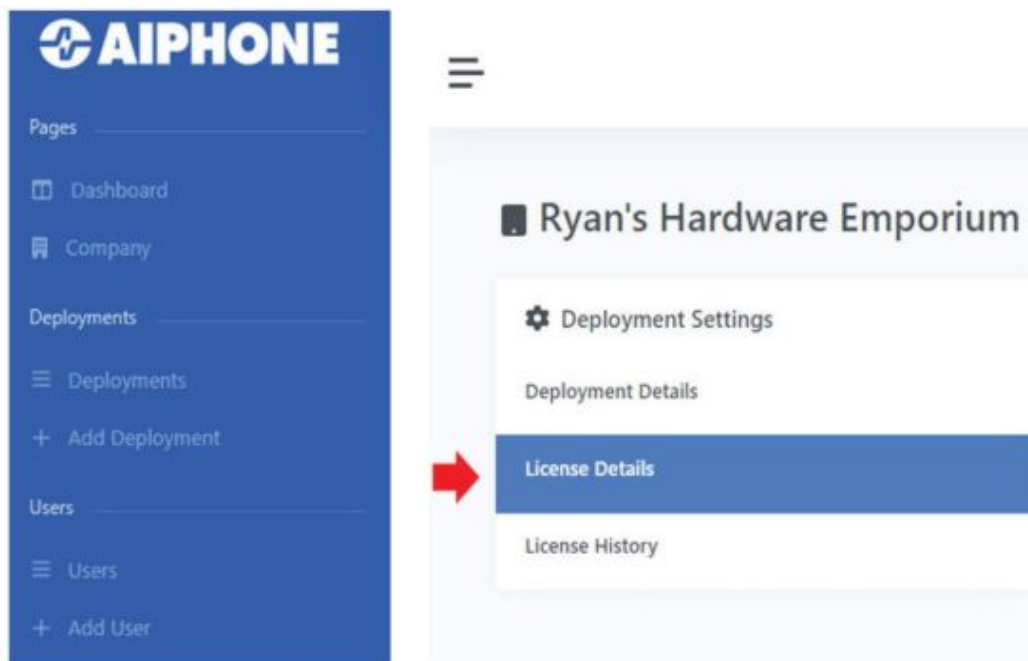 AIPHONE
Pages
Dashboard
Company
Deployments
Deployments
Add Deployment
Users
Users
Add User
Ryan's Hardware Emporium
Deployment Settings
Deployment Details
License Details
License History